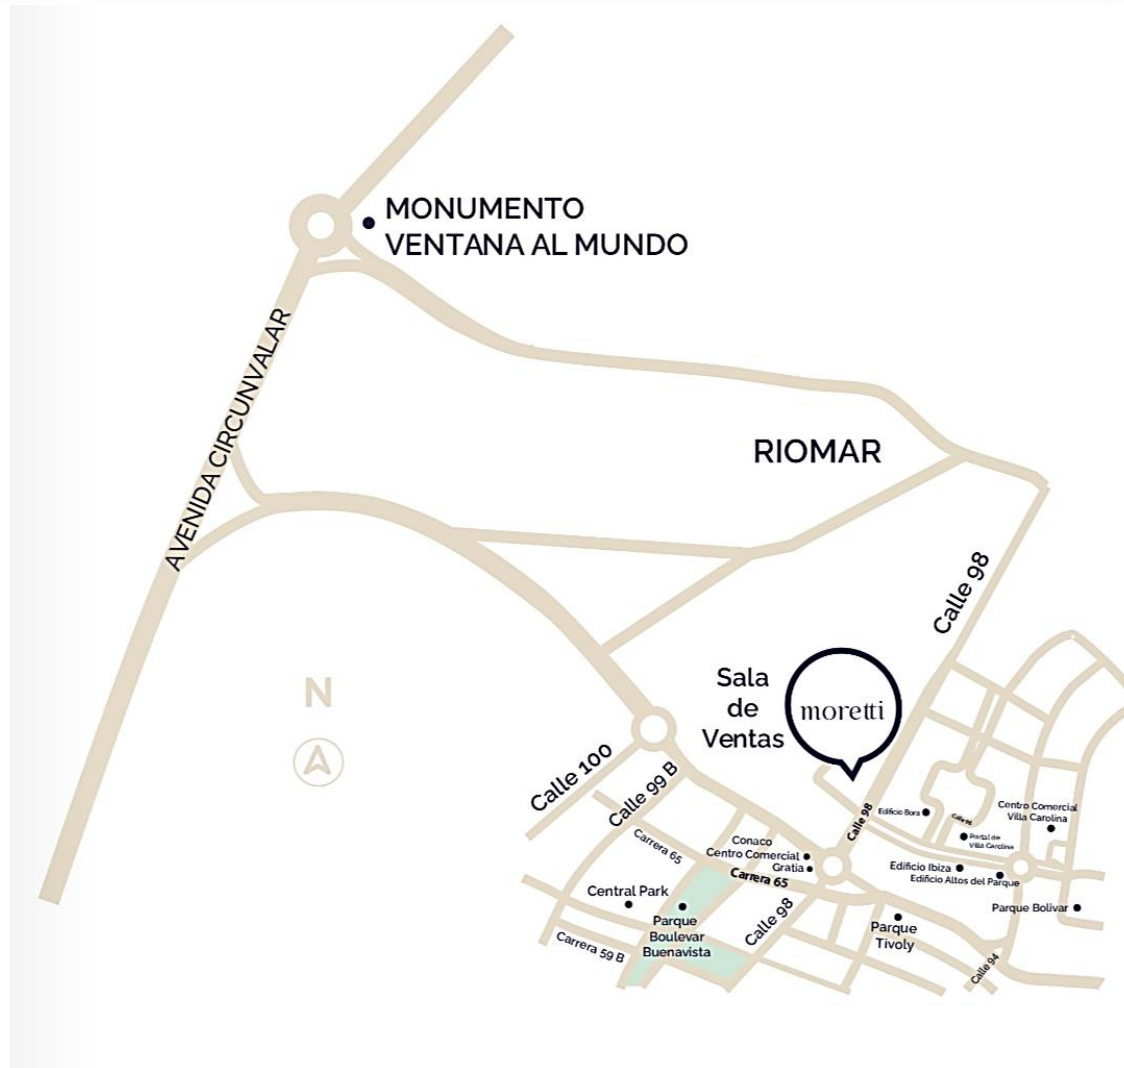 MONUMENTO
VENTANA AL MUNDO
AVENIDA CIRCUNVALAR
RIOMAR
Calle 98
N
Sala
de
Ventas
moretti
Calle 100
Calle 99 B
Carrera 65
Calle 98
Edificio Bora
Calle 96
Centro Comercial
Villa Carolina
Portal de
Villa Carolina
Conaco
Centro Comercial
Gratia
Carrera 65
Edificio Ibiza
Edificio Altos del Parque
Central Park
Parque
Boulevar
Buenavista
Calle 98
Parque Bolivar
Parque
Tivoly
Carrera 59 B
Calle 94